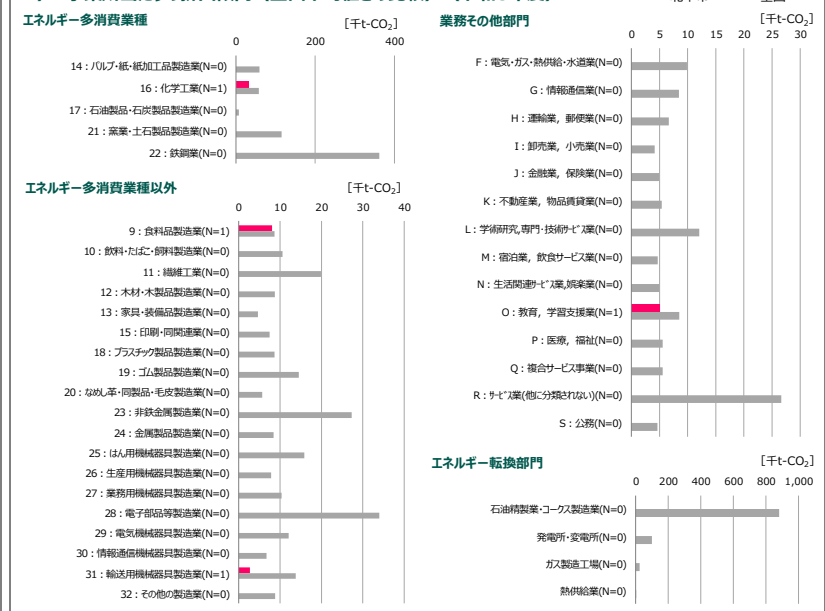 エネルギー多消費業種
[千t-CO₂]
0 200 400
14：パルプ・紙・紙加工品製造業(N=0)
16：化学工業(N=1)
17：石油製品・石炭製品製造業(N=0)
21：窯業・土石製品製造業(N=0)
22：鉄鋼業(N=0)
エネルギー多消費業種以外
[千t-CO₂]
0 10 20 30 40
9：食料品製造業(N=1)
10：飲料・たばこ・飼料製造業(N=0)
11：繊維工業(N=0)
12：木材・木製品製造業(N=0)
13：家具・装備品製造業(N=0)
15：印刷・同関連業(N=0)
18：プラスチック製品製造業(N=0)
19：ゴム製品製造業(N=0)
20：なめし革・同製品・毛皮製造業(N=0)
23：非鉄金属製造業(N=0)
24：金属製品製造業(N=0)
25：はん用機械器具製造業(N=0)
26：生産用機械器具製造業(N=0)
27：業務用機械器具製造業(N=0)
28：電子部品等製造業(N=0)
29：電気機械器具製造業(N=0)
30：情報通信機械器具製造業(N=0)
31：輸送用機械器具製造業(N=1)
32：その他の製造業(N=0)
業務その他部門
[千t-CO₂]
0 5 10 15 20 25 30
F：電気・ガス・熱供給・水道業(N=0)
G：情報通信業(N=0)
H：運輸業，郵便業(N=0)
I：卸売業，小売業(N=0)
J：金融業，保険業(N=0)
K：不動産業，物品賃貸業(N=0)
L：学術研究,専門・技術サービス業(N=0)
M：宿泊業，飲食サービス業(N=0)
N：生活関連サービス業,娯楽業(N=0)
O：教育，学習支援業(N=1)
P：医療，福祉(N=0)
Q：複合サービス事業(N=0)
R：サービス業(他に分類されない)(N=0)
S：公務(N=0)
エネルギー転換部門
[千t-CO₂]
0 200 400 600 800 1,000
石油精製業・コークス製造業(N=0)
発電所・変電所(N=0)
ガス製造工場(N=0)
熱供給業(N=0)